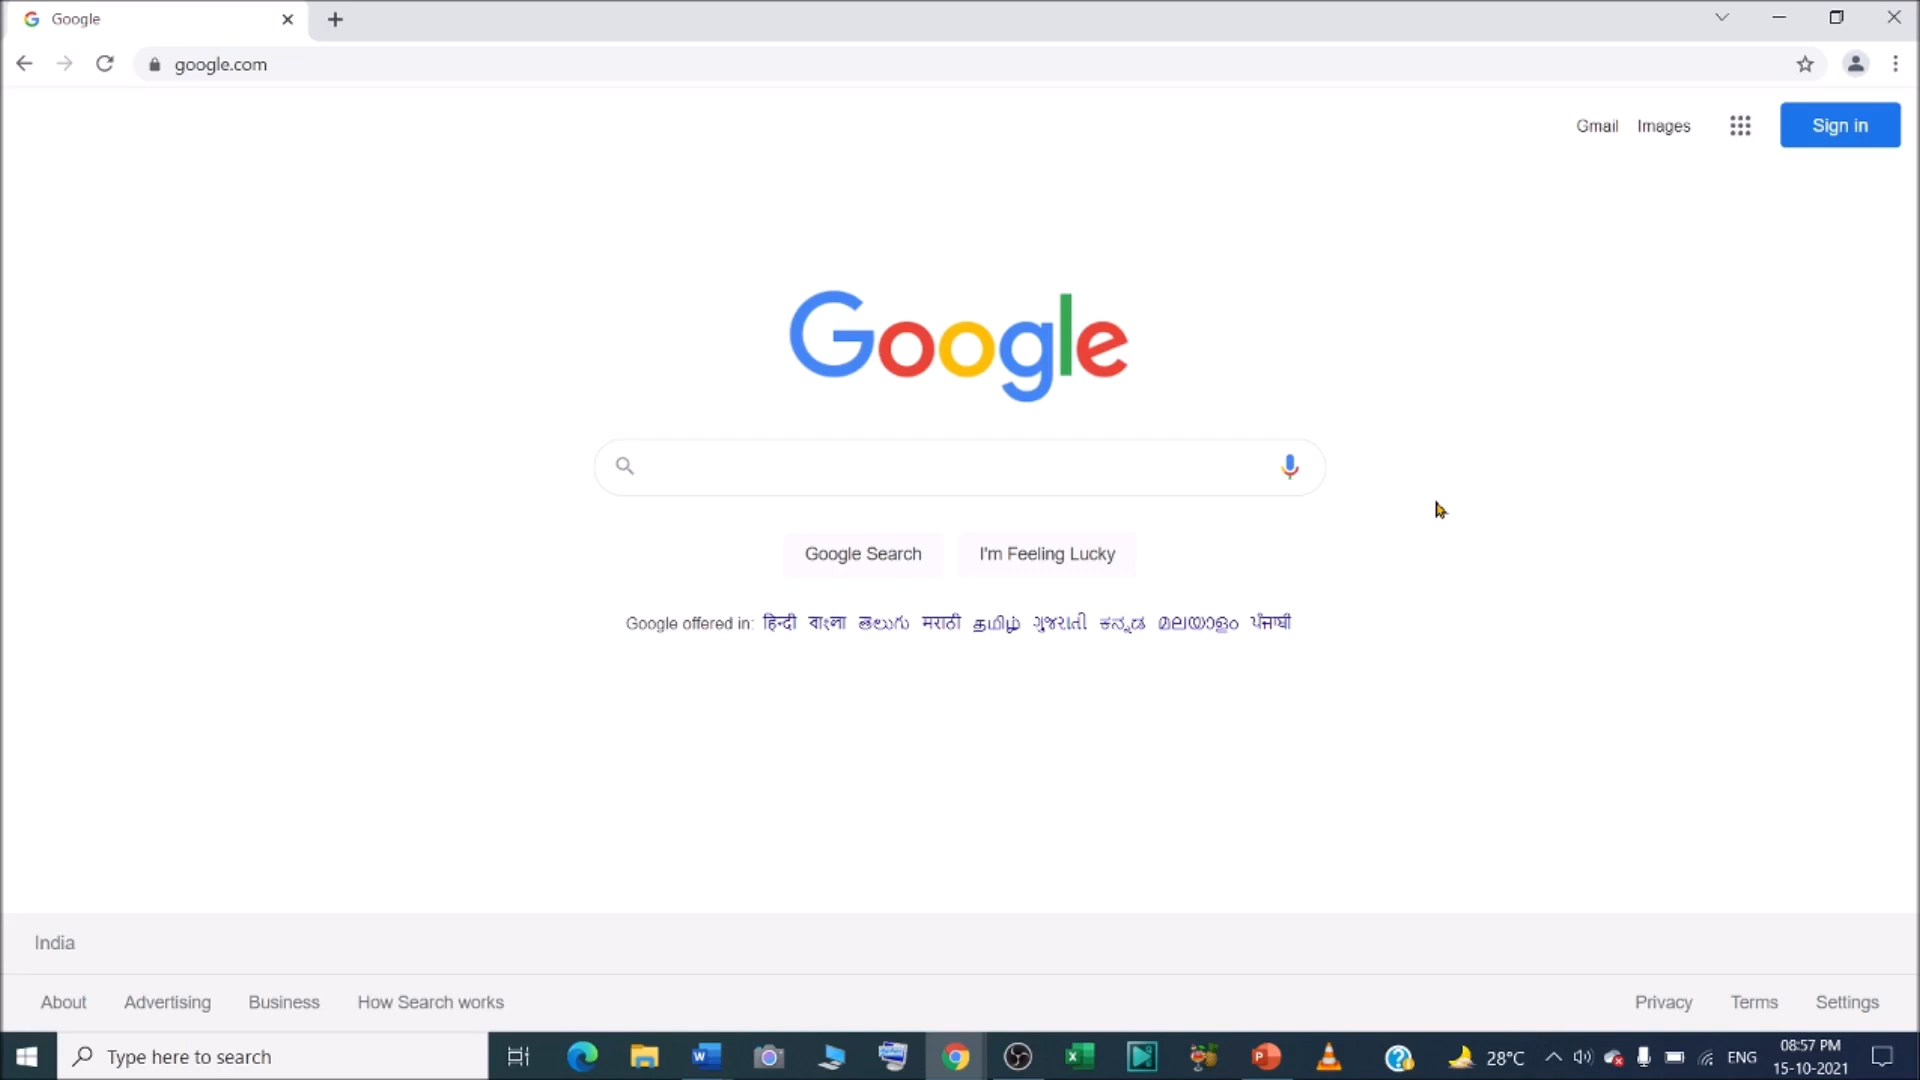 Google
google.com
Gmail Images Sign in
Google
Google Search I'm Feeling Lucky
Google offered in: हिन्दी বাংলা తెలుగు मराठी தமிழ் ગુજરાતી ಕನ್ನಡ മലയാളം ਪੰਜਾਬੀ
India
About Advertising Business How Search works Privacy Terms Settings
Type here to search 28°C ENG 08:57 PM
15-10-2021